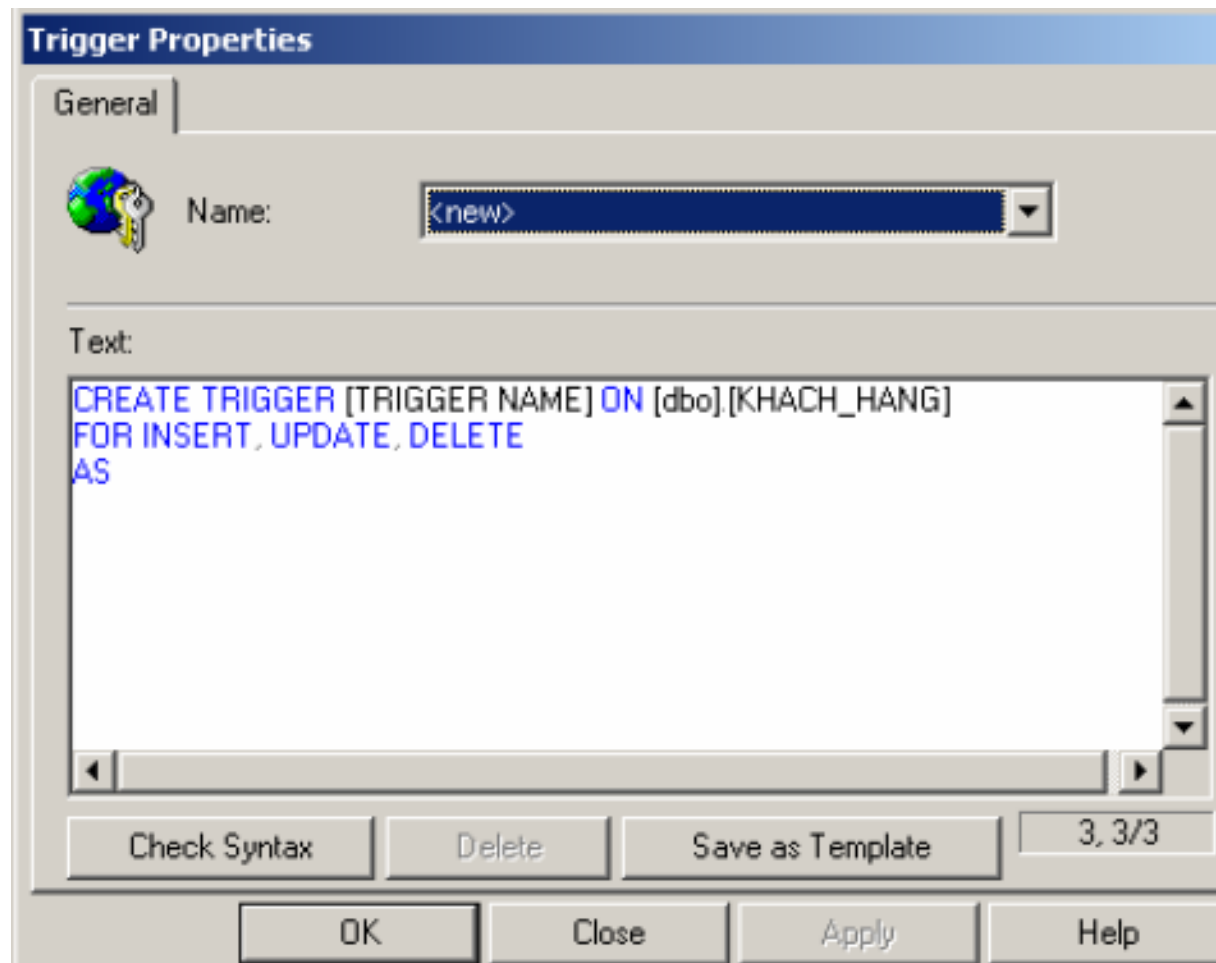 Trigger Properties
General
Name:
<new>
Text:
CREATE TRIGGER [TRIGGER NAME] ON [dbo].[KHACH_HANG]
FOR INSERT, UPDATE, DELETE
AS
Check Syntax
Delete
Save as Template
3, 3/3
OK
Close
Apply
Help